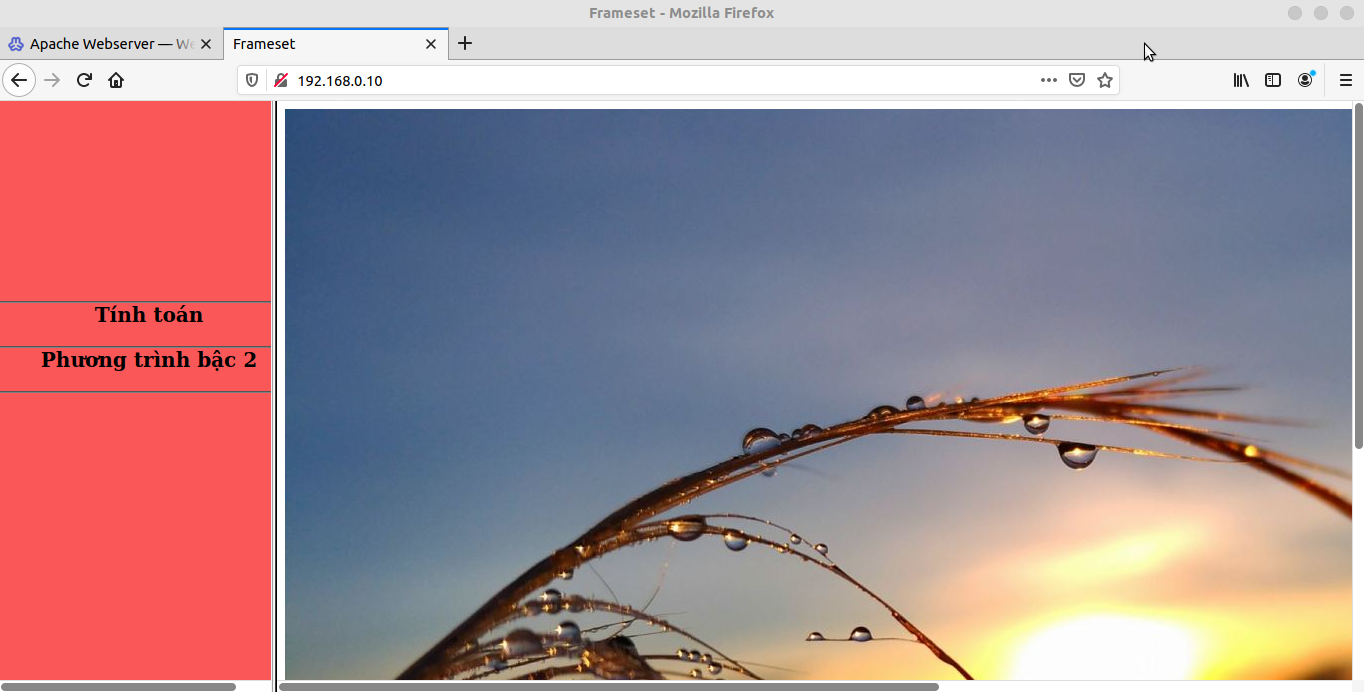 Frameset - Mozilla Firefox
Apache Webserver — We
Frameset
192.168.0.10
Tính toán
Phương trình bậc 2